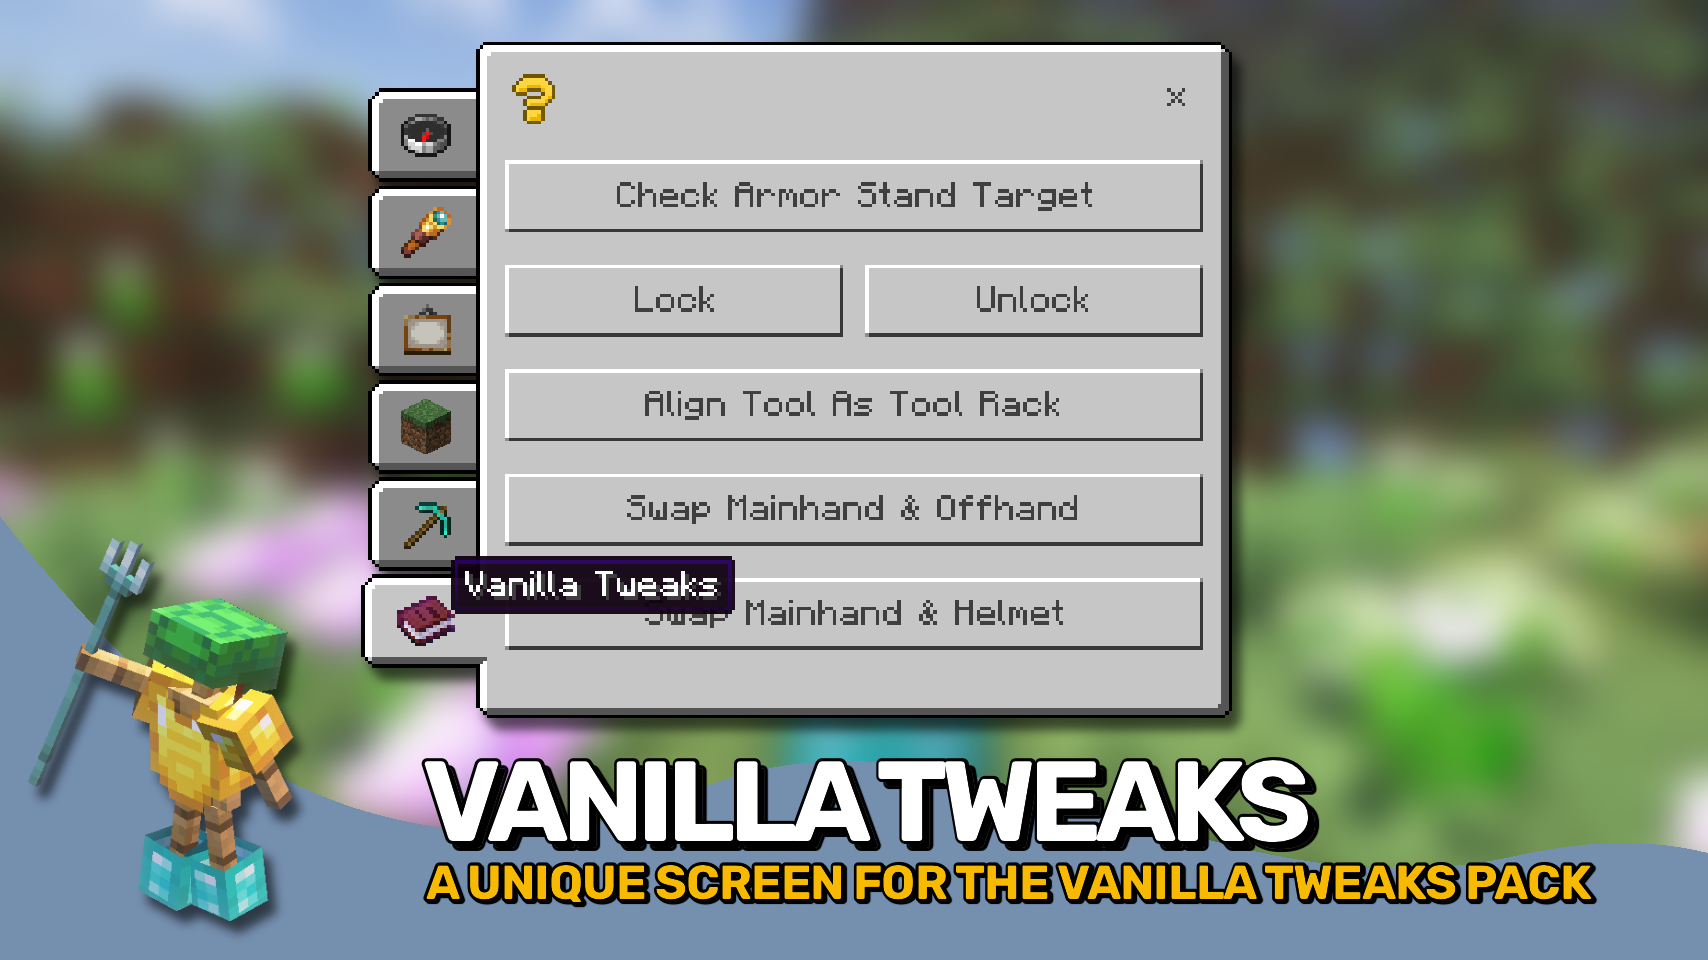 Check Armor Stand Target
Lock
Unlock
Align Tool As Tool Rack
Swap Mainhand & Offhand
Vanilla Tweaks
Swap Mainhand & Helmet
VANILLA TWEAKS
A UNIQUE SCREEN FOR THE VANILLA TWEAKS PACK